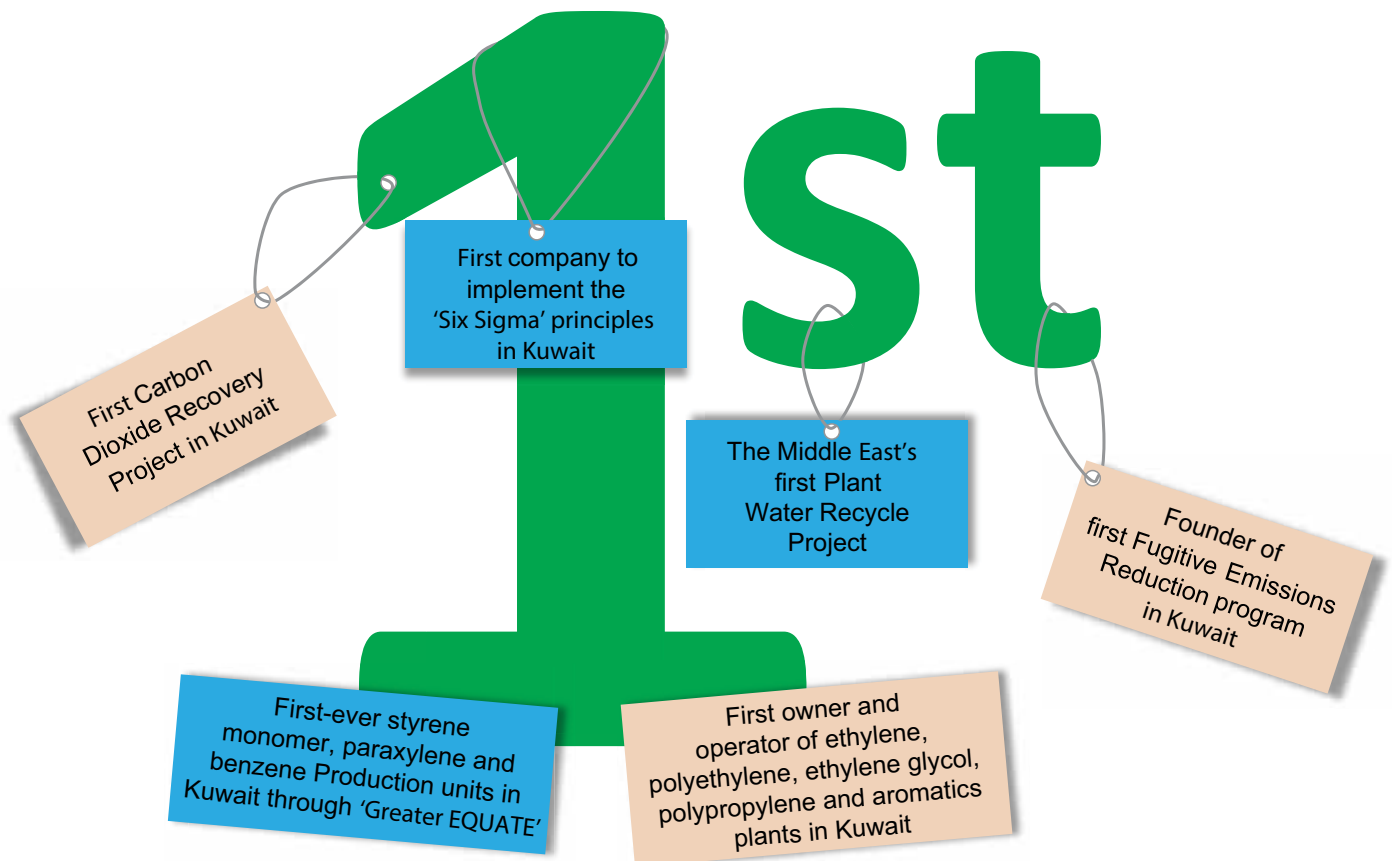 1st
First company to
implement the
‘Six Sigma’ principles
in Kuwait
First Carbon
Dioxide Recovery
Project in Kuwait
The Middle East’s
first Plant
Water Recycle
Project
Founder of
first Fugitive Emissions
Reduction program
in Kuwait
First-ever styrene
monomer, paraxylene and
benzene Production units in
Kuwait through ‘Greater EQUATE’
First owner and
operator of ethylene,
polyethylene, ethylene glycol,
polypropylene and aromatics
plants in Kuwait